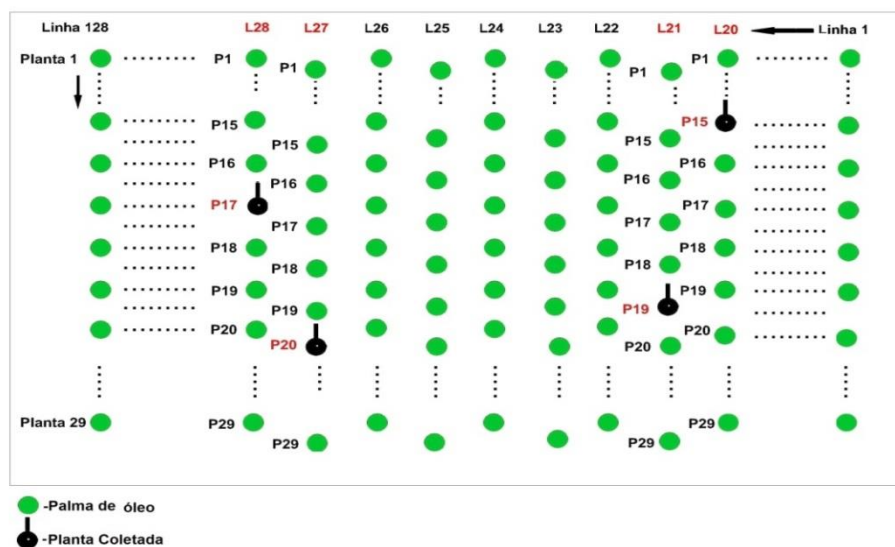 Linha 128 L28 L27 L26 L25 L24 L23 L22 L21 L20 Linha 1
Planta 1 P1 P1 P1 P1
P15 P15 P15 P15
P16 P16 P16 P16
P17 P17 P17 P17
P18 P18 P18 P18
P19 P19 P19 P19
P20 P20 P20 P20
Planta 29 P29 P29 P29 P29
-Palma de óleo
-Planta Coletada